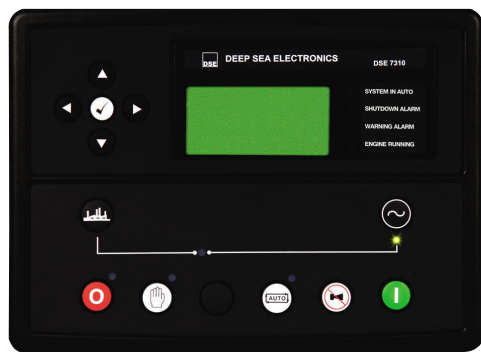 DSE DEEP SEA ELECTRONICS DSE 7310
SYSTEM IN AUTO
SHUTDOWN ALARM
WARNING ALARM
ENGINE RUNNING
O AUTO I